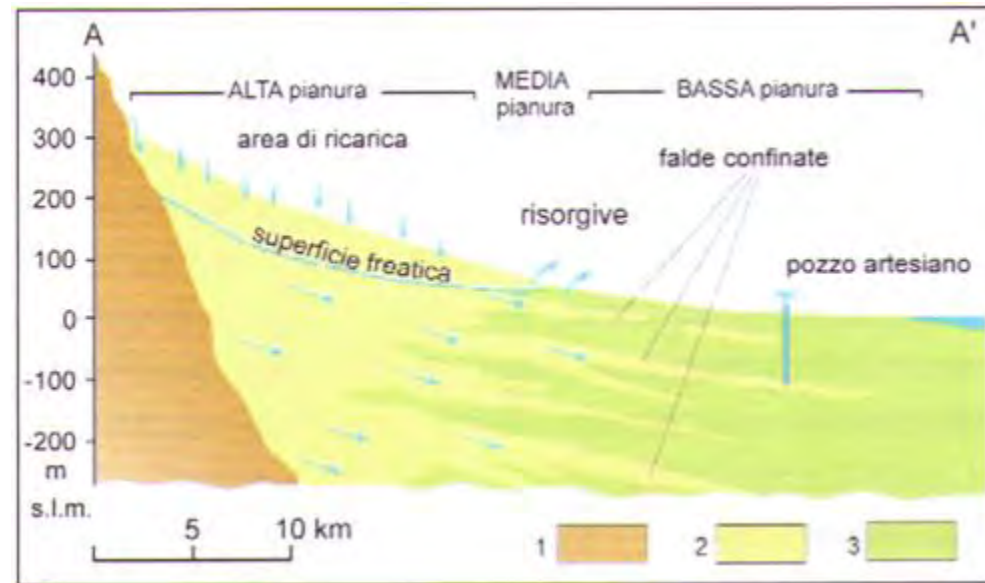 A
A'
400
300
200
100
0
-100
-200
m
s.l.m.
ALTA pianura
MEDIA
pianura
BASSA pianura
area di ricarica
falde confinate
risorgive
superficie freatica
pozzo artesiano
5
10 km
1
2
3